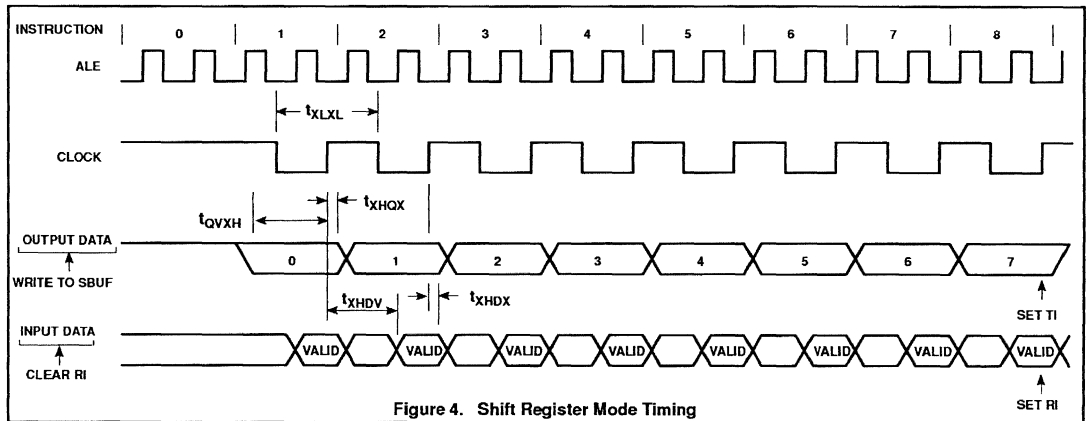 INSTRUCTION 0 1 2 3 4 5 6 7 8
ALE
tXLXL
CLOCK
tXHQX
tQVXH
OUTPUT DATA
0 1 2 3 4 5 6 7
WRITE TO SBUF
tXHDV tXHDX
SET TI
INPUT DATA
VALID VALID VALID VALID VALID VALID VALID VALID
CLEAR RI
SET RI
Figure 4. Shift Register Mode Timing